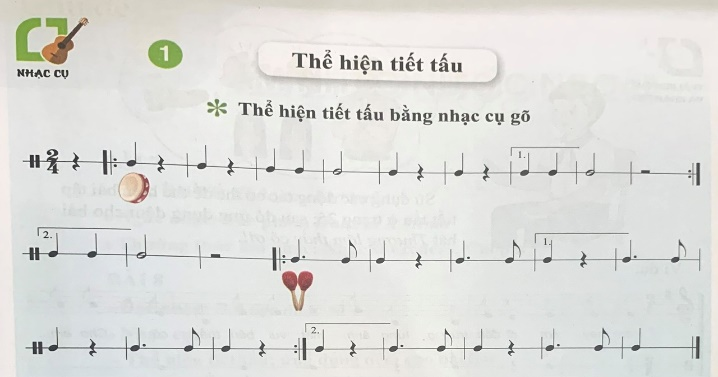 NHẠC CỤ
1
Thể hiện tiết tấu
Thể hiện tiết tấu bằng nhạc cụ gõ
2
4
1.
2.
1.
2.